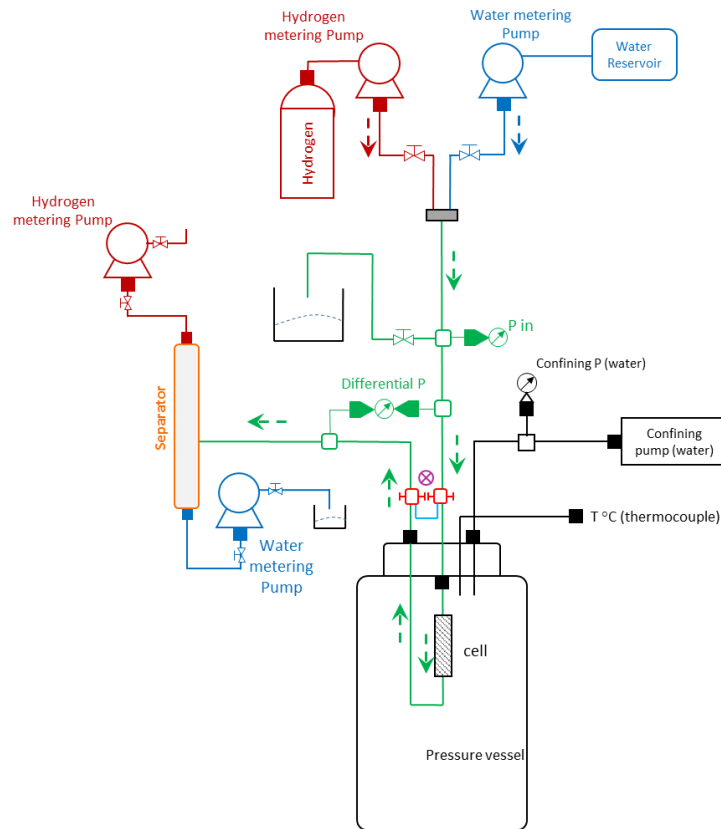 Hydrogen
metering Pump
Water metering
Pump
Water
Reservoir
Hydrogen
Hydrogen
metering Pump
P in
Differential P
Confining P (water)
Confining
pump (water)
Separator
T °C (thermocouple)
Water
metering
Pump
cell
Pressure vessel